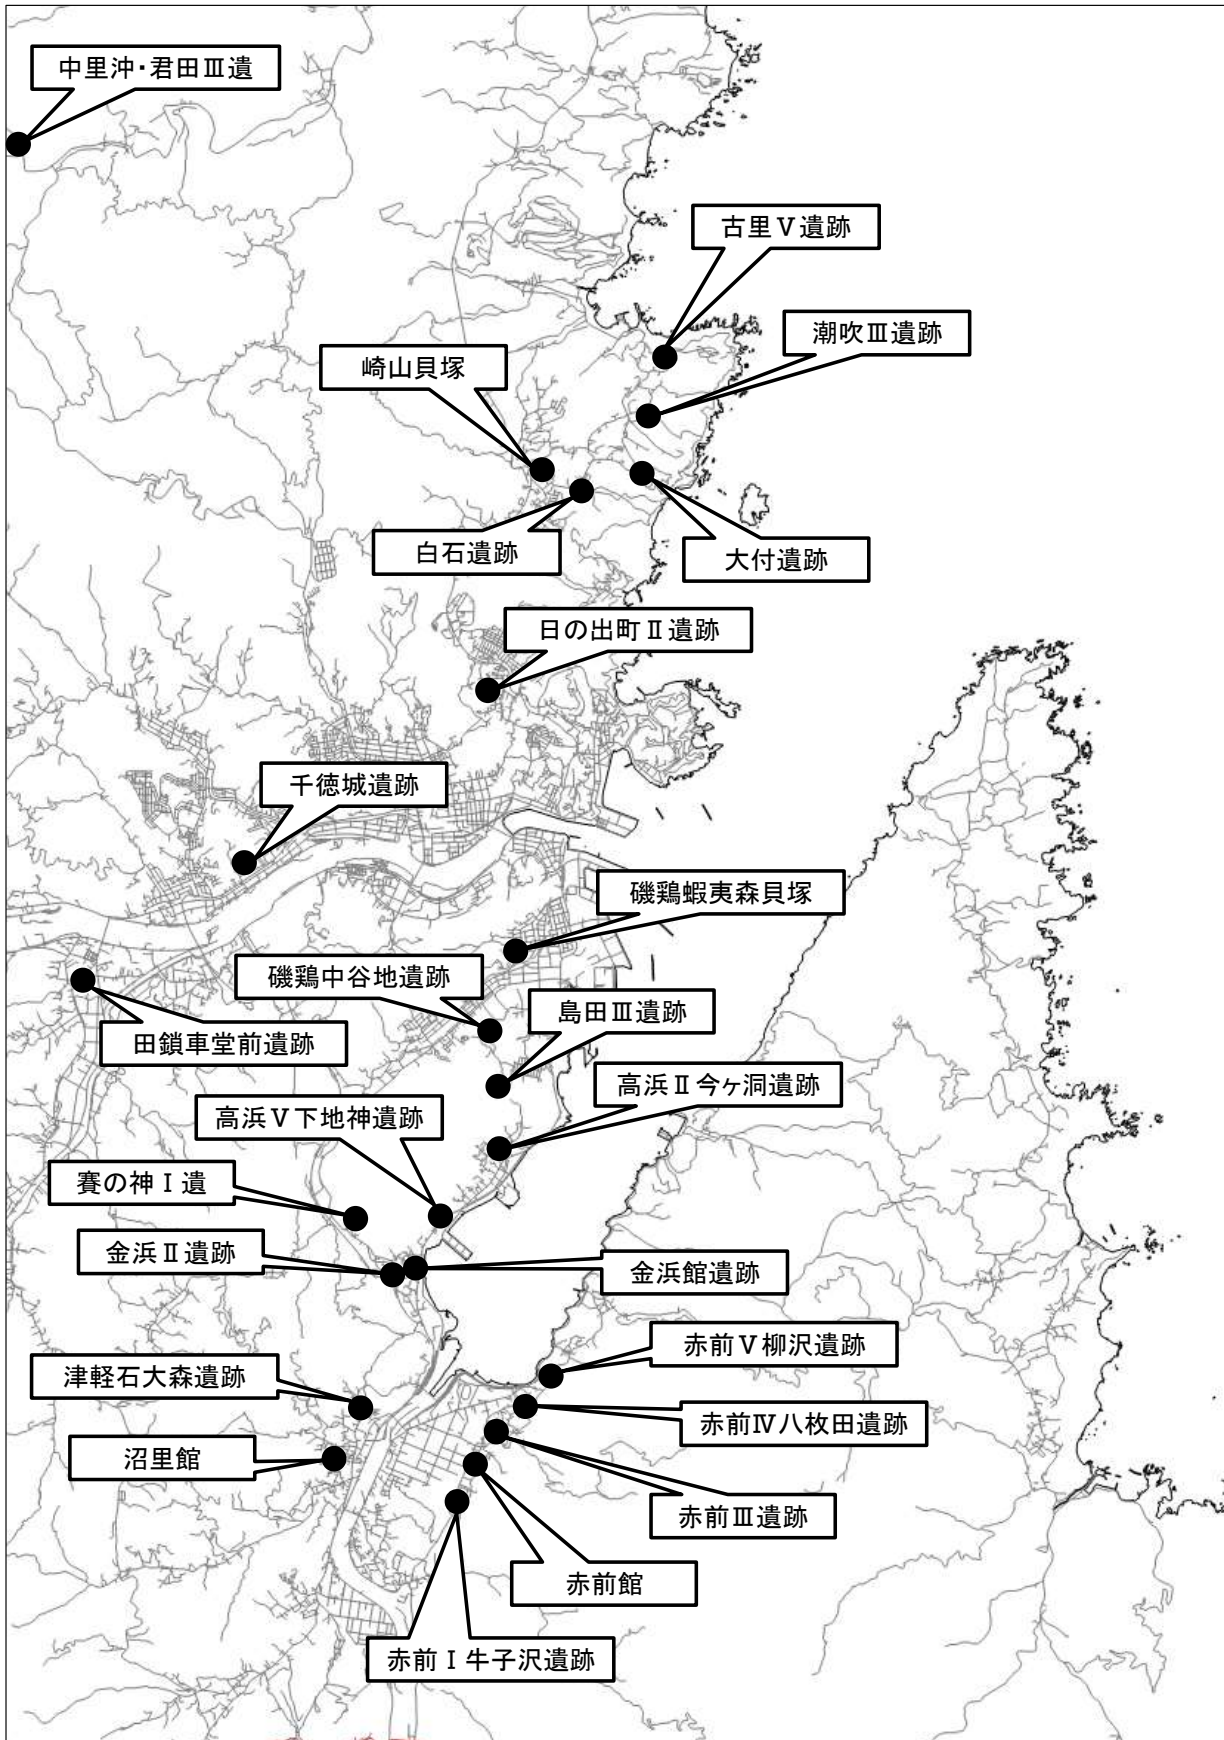 中里沖・君田Ⅲ遺
古里Ⅴ遺跡
潮吹Ⅲ遺跡
崎山貝塚
白石遺跡
大付遺跡
日の出町Ⅱ遺跡
千徳城遺跡
磯鶏蝦夷森貝塚
磯鶏中谷地遺跡
島田Ⅲ遺跡
田鎖車堂前遺跡
高浜Ⅱ今ヶ洞遺跡
高浜Ⅴ下地神遺跡
賽の神Ⅰ遺
金浜Ⅱ遺跡
金浜館遺跡
赤前Ⅴ柳沢遺跡
津軽石大森遺跡
赤前Ⅳ八枚田遺跡
沼里館
赤前Ⅲ遺跡
赤前館
赤前Ⅰ牛子沢遺跡